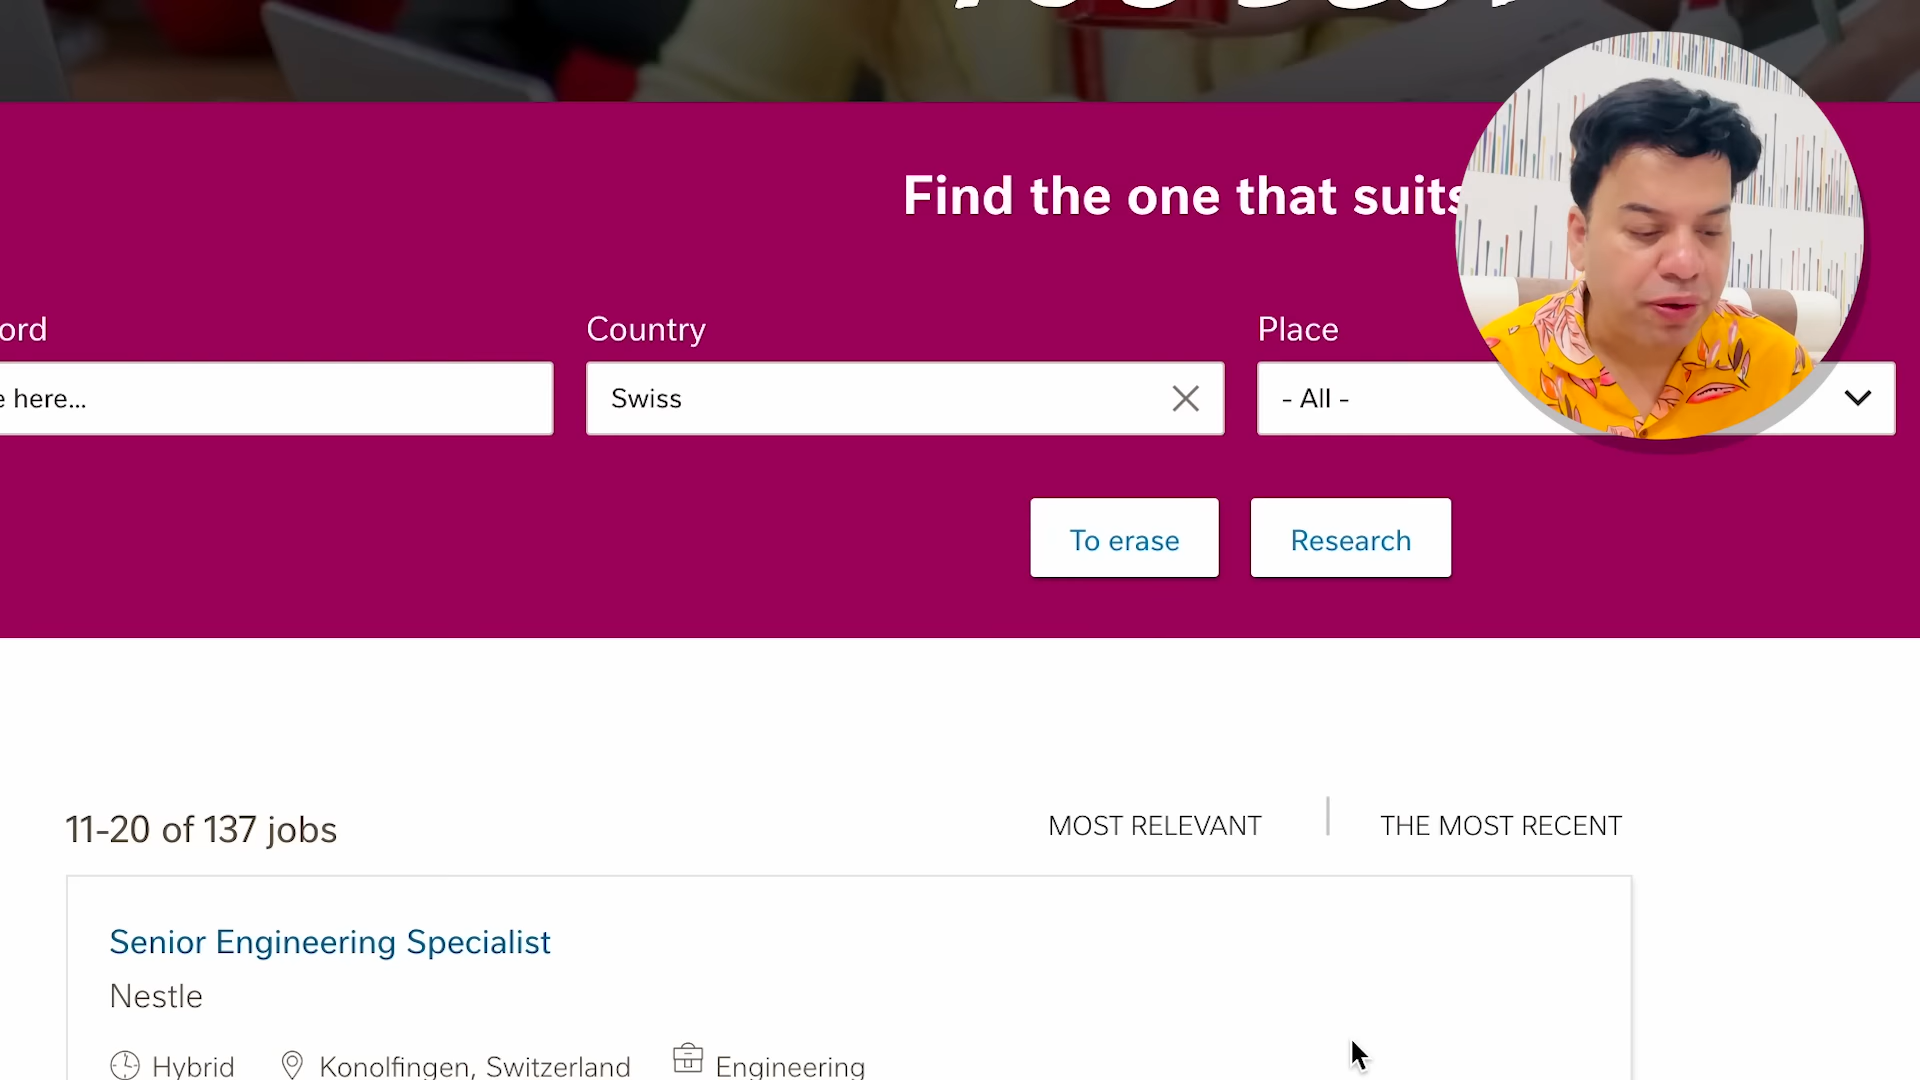 Find the one that suits
ord
Country
Place
e here...
Swiss
- All -
To erase
Research
11-20 of 137 jobs
MOST RELEVANT
THE MOST RECENT
Senior Engineering Specialist
Nestle
Hybrid
Konolfingen, Switzerland
Engineering